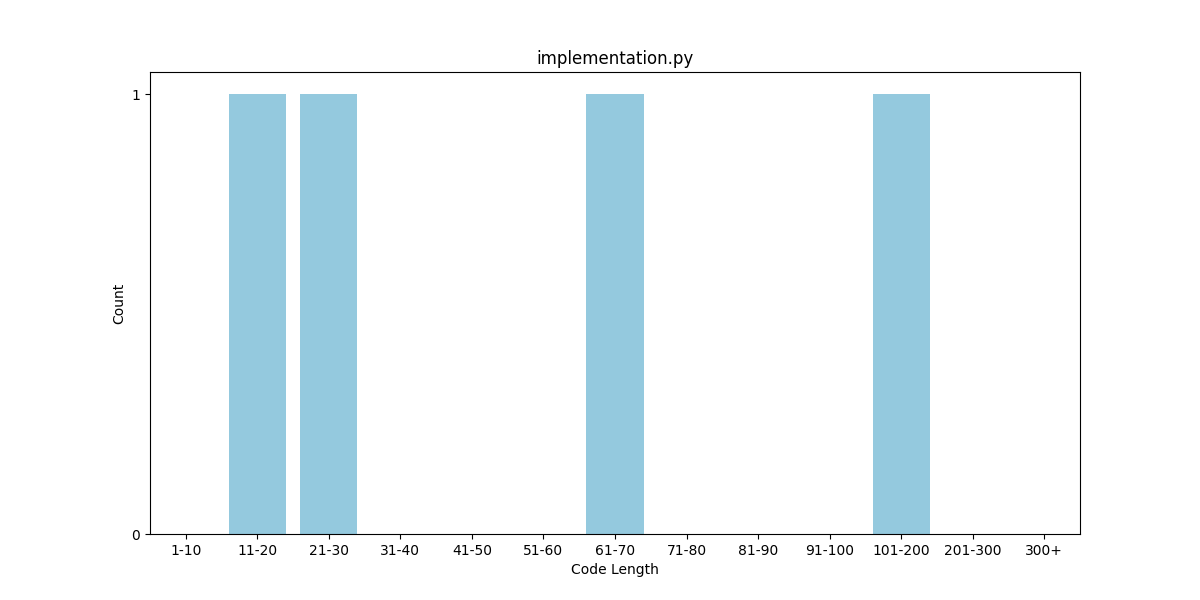 implementation.py
1
Count
0
1-10 11-20 21-30 31-40 41-50 51-60 61-70 71-80 81-90 91-100 101-200 201-300 300+
Code Length